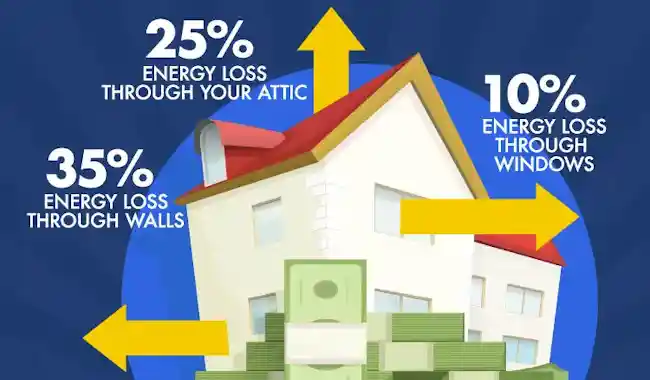 25%
ENERGY LOSS
THROUGH YOUR ATTIC
10%
ENERGY LOSS
THROUGH
WINDOWS
35%
ENERGY LOSS
THROUGH WALLS